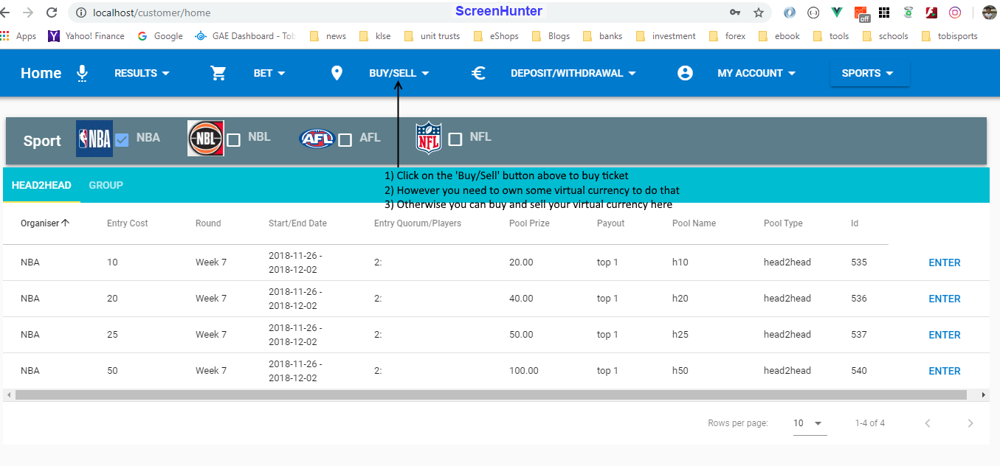 ScreenHunter
localhost/customer/home
off
Apps Yahoo! Finance Google GAE Dashboard - Tob news klse unit trusts eShops Blogs banks investment forex ebook tools schools tobisports
Home RESULTS BET BUY/SELL € DEPOSIT/WITHDRAWAL MY ACCOUNT SPORTS
Sport NBA NBA NBL NBL AFL AFL NFL NFL
1) Click on the 'Buy/Sell' button above to buy ticket
HEAD2HEAD GROUP
2) However you need to own some virtual currency to do that
3) Otherwise you can buy and sell your virtual currency here
Organiser Entry Cost Round Start/End Date Entry Quorum/Players Pool Prize Payout Pool Name Pool Type Id
NBA 10 Week 7 2018-11-26 - 2: 20.00 top 1 h10 head2head 535 ENTER
2018-12-02
NBA 20 Week 7 2018-11-26 - 2: 40.00 top 1 h20 head2head 536 ENTER
2018-12-02
NBA 25 Week 7 2018-11-26 - 2: 50.00 top 1 h25 head2head 537 ENTER
2018-12-02
NBA 50 Week 7 2018-11-26 - 2: 100.00 top 1 h50 head2head 540 ENTER
2018-12-02
Rows per page: 10 1-4 of 4